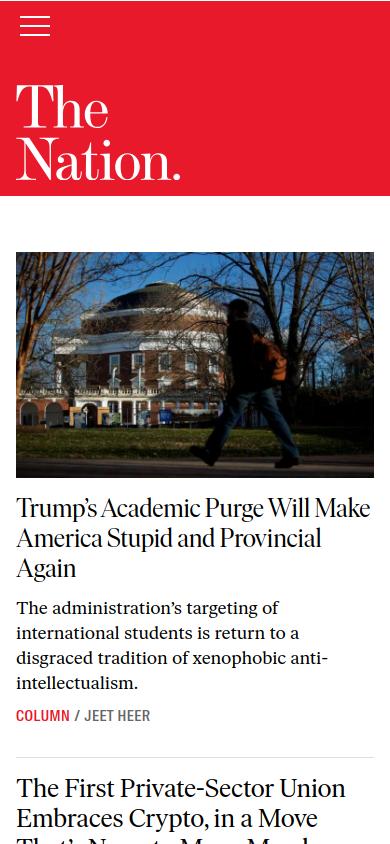 The
Nation.
Trump’s Academic Purge Will Make
America Stupid and Provincial
Again
The administration’s targeting of
international students is return to a
disgraced tradition of xenophobic anti-
intellectualism.
COLUMN / JEET HEER
The First Private-Sector Union
Embraces Crypto, in a Move